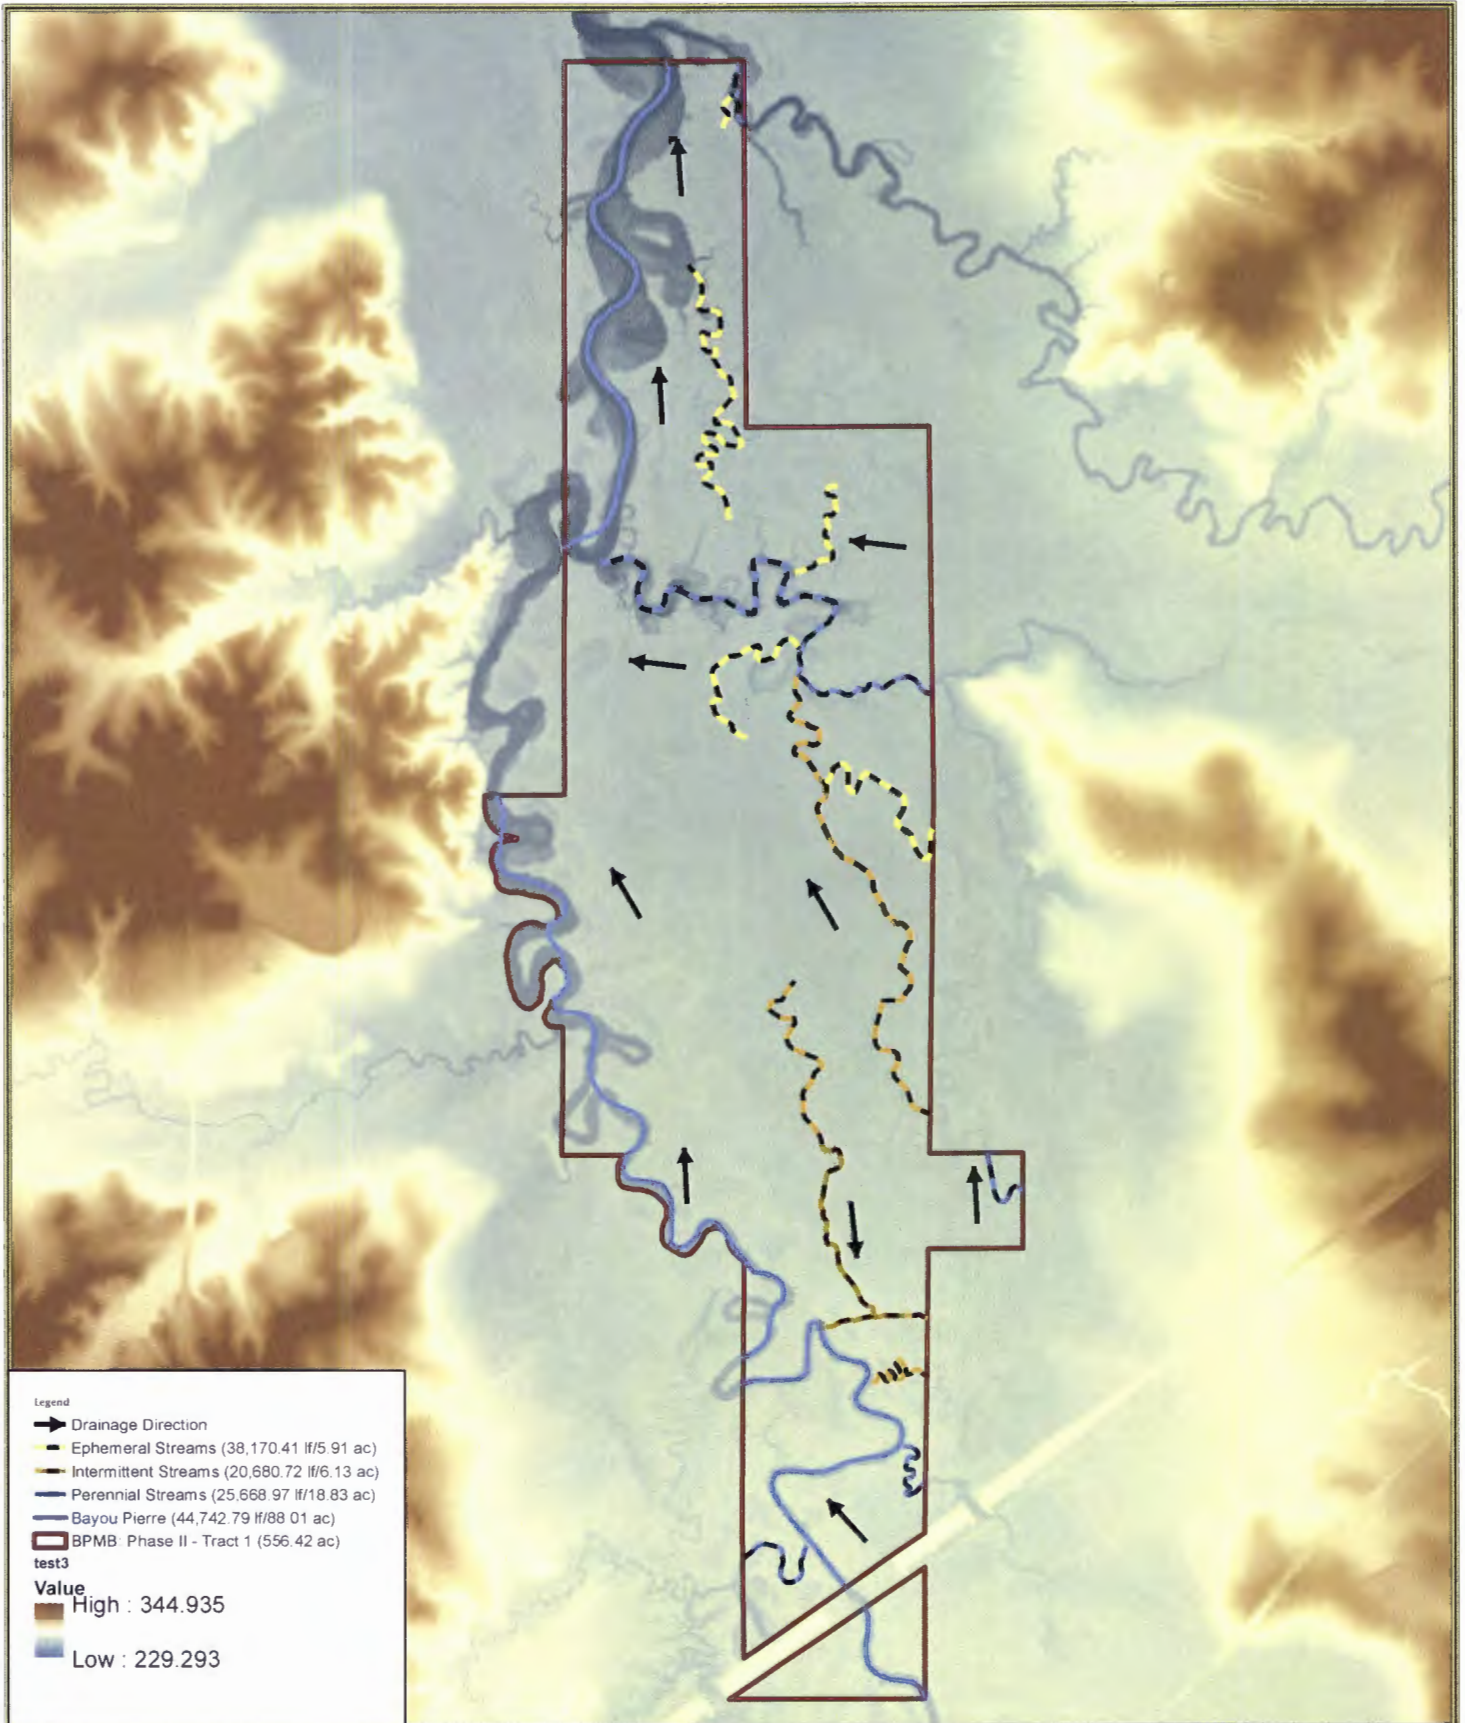 Legend
Drainage Direction
Ephemeral Streams (38,170.41 lf/5.91 ac)
Intermittent Streams (20,680.72 lf/6.13 ac)
Perennial Streams (25,668.97 lf/18.83 ac)
Bayou Pierre (44,742.79 lf/88 01 ac)
BPMB: Phase II - Tract 1 (556.42 ac)
test3
Value
High : 344.935
Low : 229.293